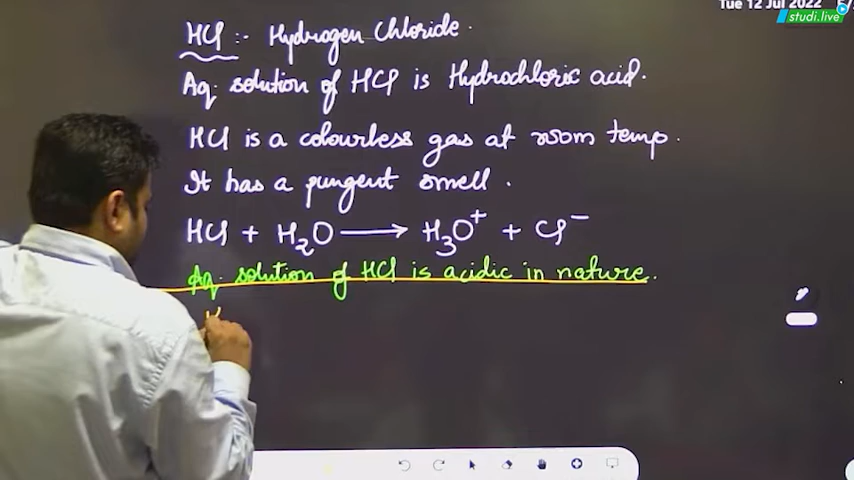 Tue 12 Jul 2022
studi.live
HCl :- Hydrogen Chloride.
Aq. solution of HCl is Hydrochloric acid.
HCl is a colourless gas at room temp.
It has a pungent smell.
HCl + H₂O ⟶ H₃O⁺ + Cl⁻
Aq. solution of HCl is acidic in nature.